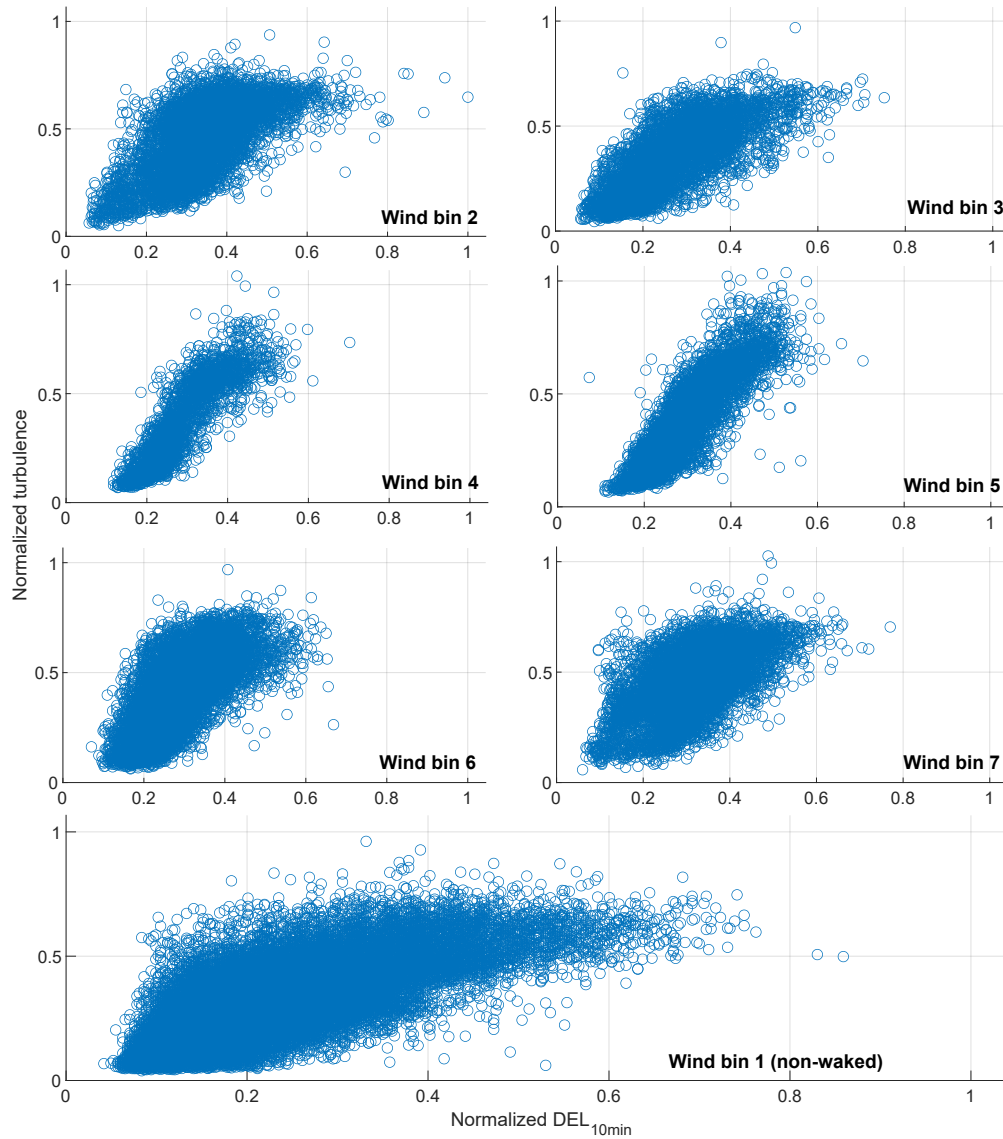 1
0.5
0
0 0.2 0.4 0.6 0.8 1
Wind bin 2
1
0.5
0
0 0.2 0.4 0.6 0.8 1
Wind bin 3
1
0.5
0
0 0.2 0.4 0.6 0.8 1
Wind bin 4
1
0.5
0
0 0.2 0.4 0.6 0.8 1
Wind bin 5
Normalized turbulence
1
0.5
0
0 0.2 0.4 0.6 0.8 1
Wind bin 6
1
0.5
0
0 0.2 0.4 0.6 0.8 1
Wind bin 7
1
0.5
0
Wind bin 1 (non-waked)
0 0.2 0.4 0.6 0.8 1
Normalized DEL10min